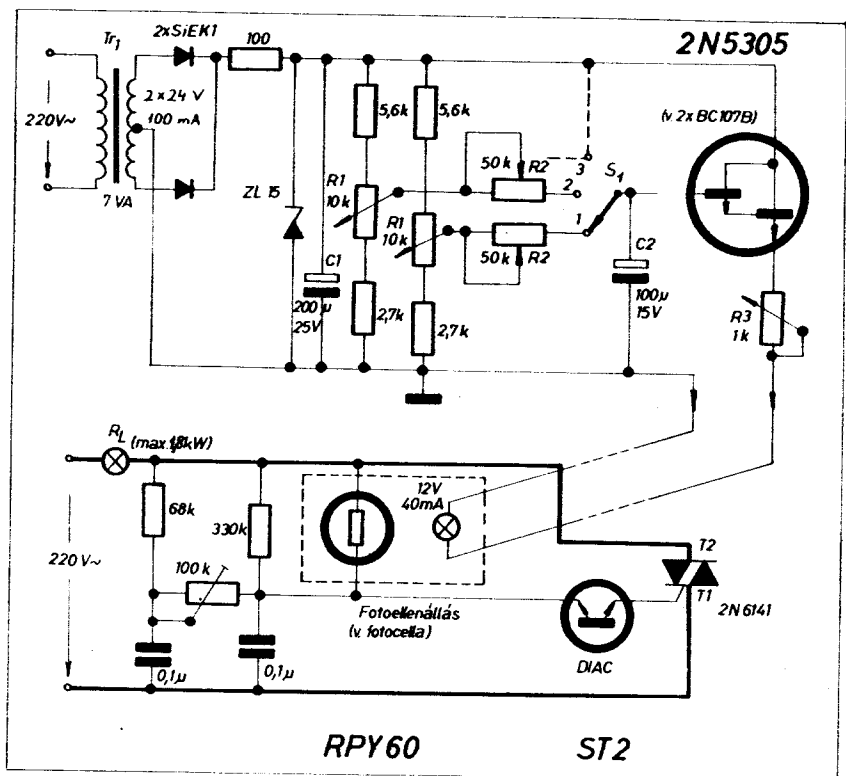 2N5305
Tr1
2xSiEK1
100
2 x 24 V
100 mA
220V~
7 VA
5,6k
5,6k
(v. 2x BC107B)
ZL 15
R1
10k
R1
10k
50k
R2
50k
R2
3
2
1
S1
C1
200µ
25V
2,7k
2,7k
C2
100µ
15V
R3
1k
RL
220 V~
68k
330k
100 k
0,1µ
0,1µ
12V
40mA
Fotoellenállás
(v. fotocella)
DIAC
T2
T1
2N6141
RPY60
ST2